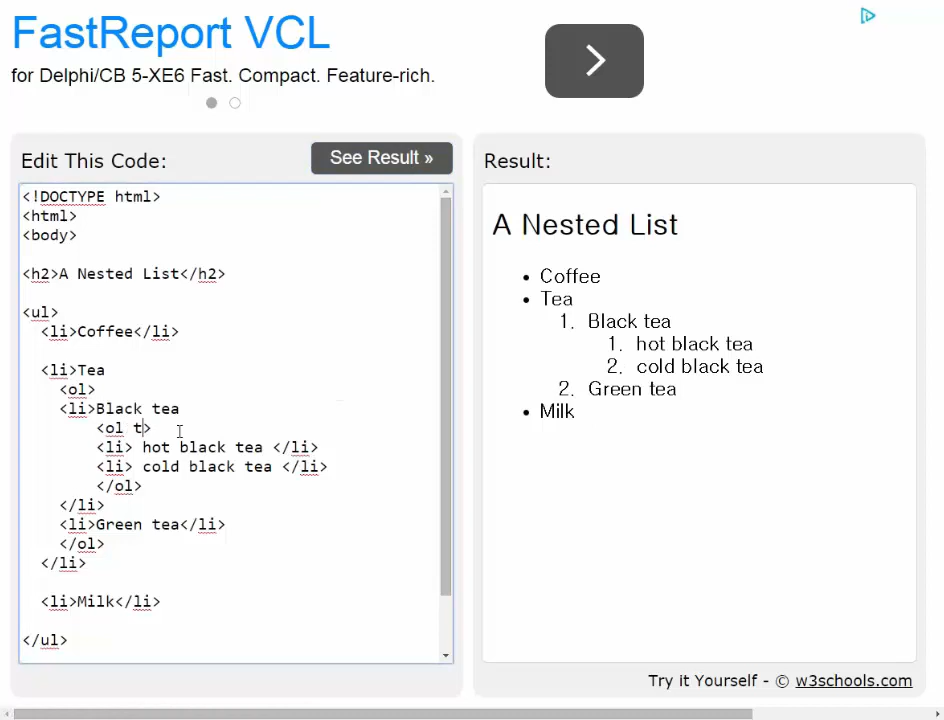 FastReport VCL
for Delphi/CB 5-XE6 Fast. Compact. Feature-rich.
Edit This Code:
See Result »
<!DOCTYPE html>
<html>
<body>
<h2>A Nested List</h2>
<ul>
<li>Coffee</li>
<li>Tea
<ol>
<li>Black tea
<ol t>
<li> hot black tea </li>
<li> cold black tea </li>
</ol>
</li>
<li>Green tea</li>
</ol>
</li>
<li>Milk</li>
</ul>
Result:
A Nested List
• Coffee
• Tea
1. Black tea
1. hot black tea
2. cold black tea
2. Green tea
• Milk
Try it Yourself - © w3schools.com